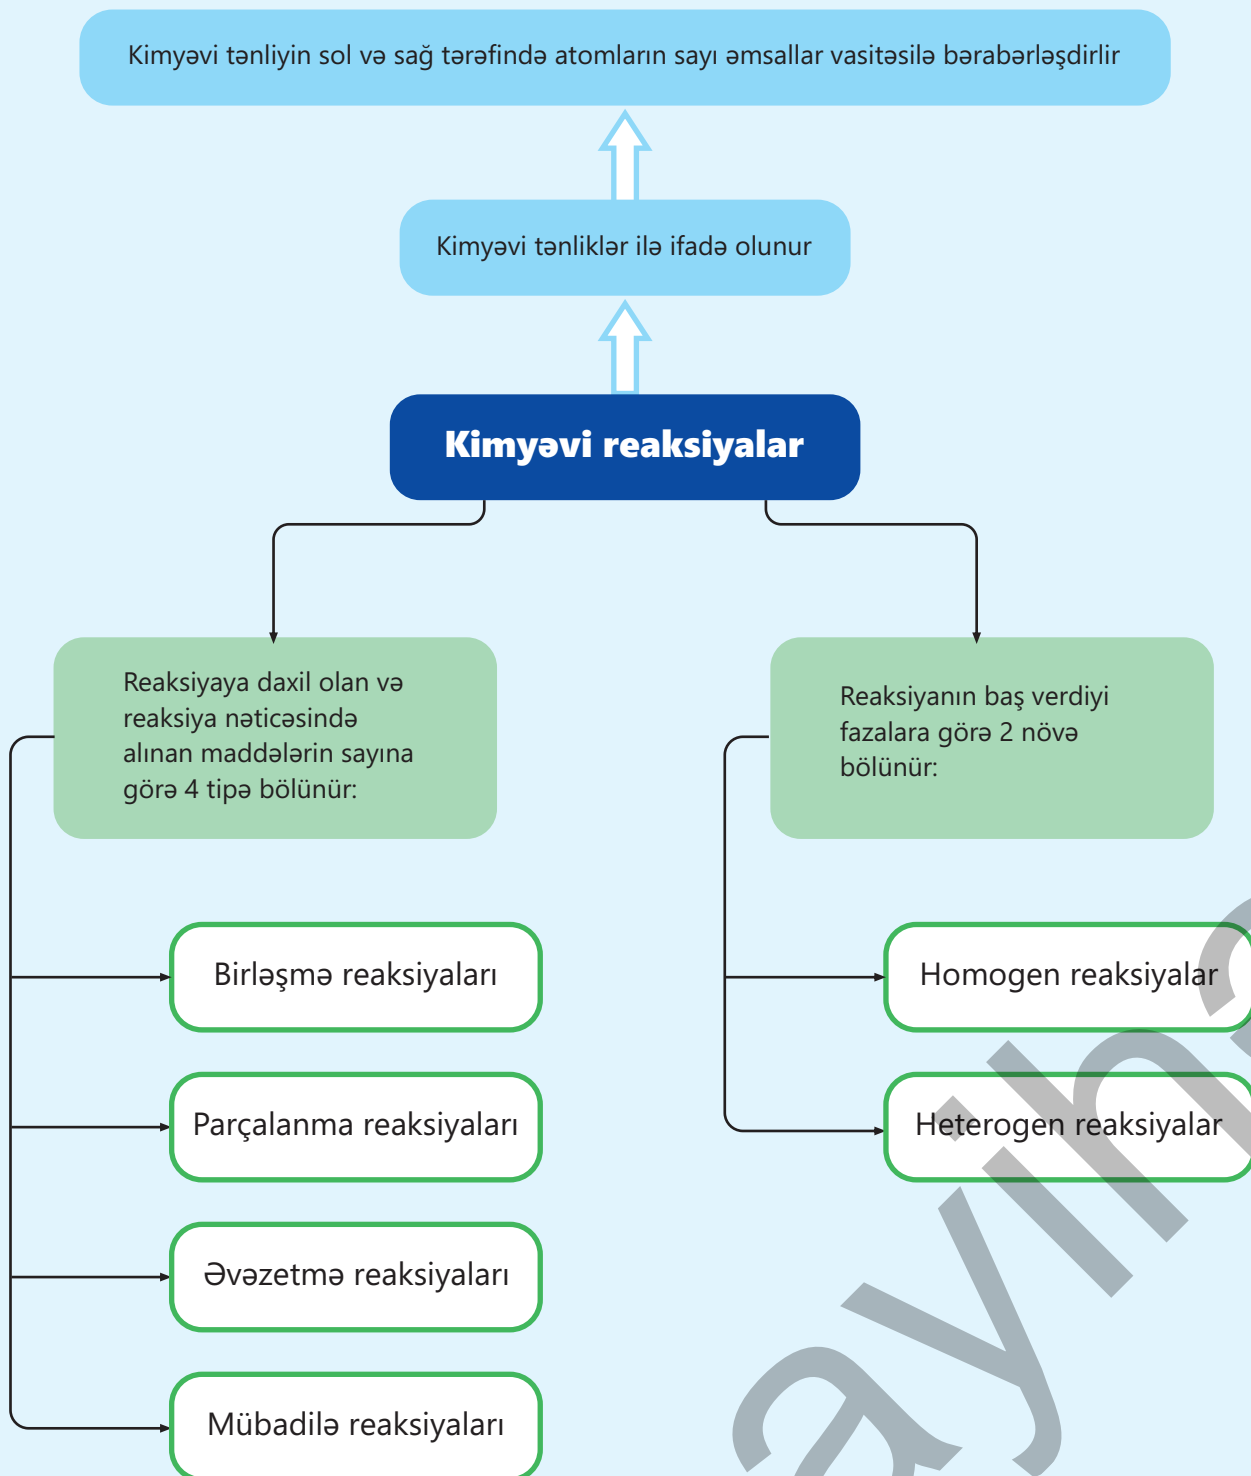 Kimyəvi tənliyin sol və sağ tərəfində atomların sayı əmsallar vasitəsilə bərabərləşdirlir
Kimyəvi tənliklər ilə ifadə olunur
Kimyəvi reaksiyalar
Reaksiyaya daxil olan və
reaksiya nəticəsində
alınan maddələrin sayına
görə 4 tipə bölünür:
Reaksiyanın baş verdiyi
fazalara görə 2 növə
bölünür:
Birləşmə reaksiyaları
Parçalanma reaksiyaları
Əvəzetmə reaksiyaları
Mübadilə reaksiyaları
Homogen reaksiyalar
Heterogen reaksiyalar